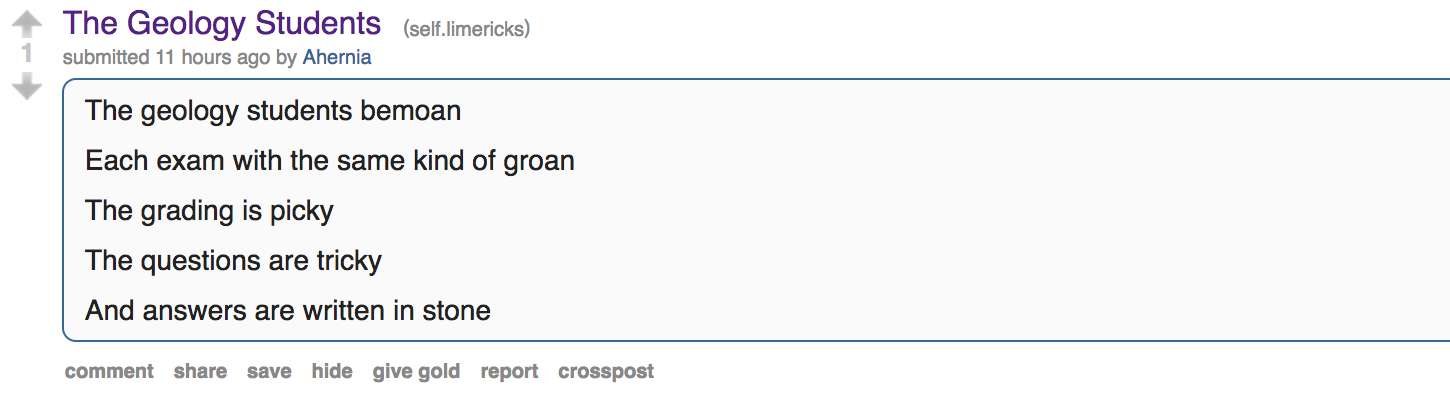 The Geology Students (self.limericks)
1
submitted 11 hours ago by Ahernia
The geology students bemoan
Each exam with the same kind of groan
The grading is picky
The questions are tricky
And answers are written in stone
comment share save hide give gold report crosspost